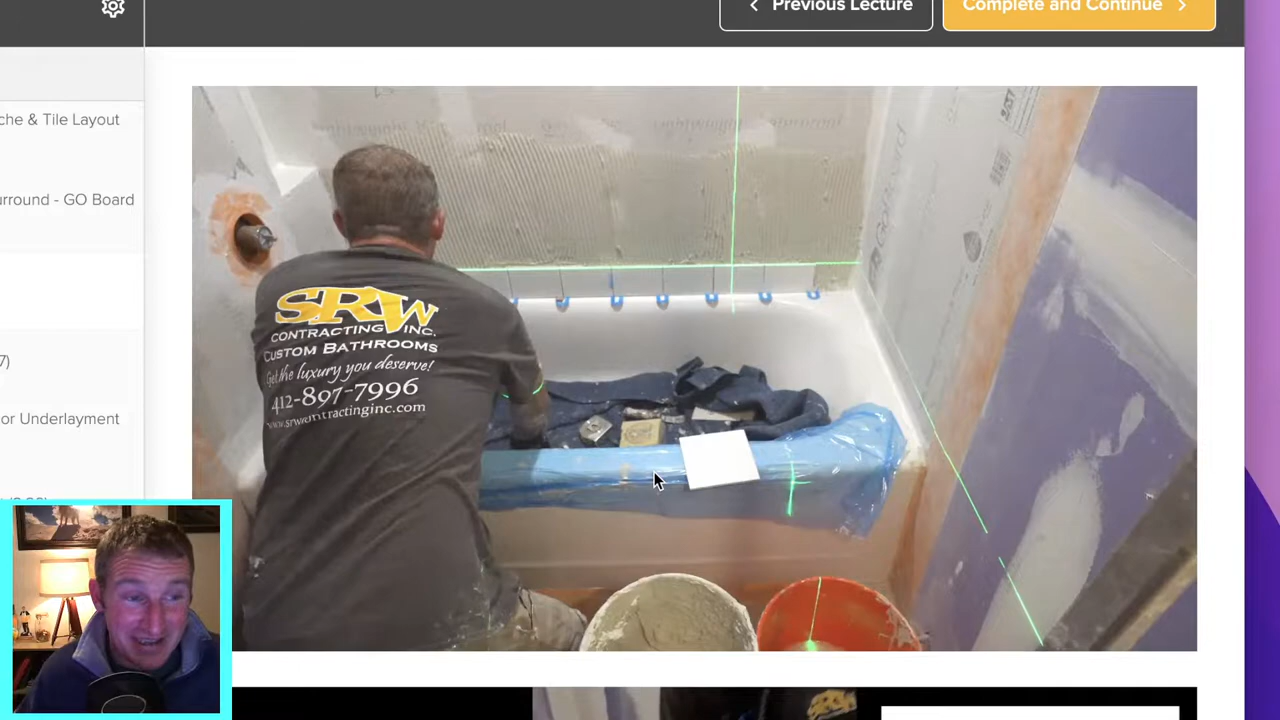 Previous Lecture
Complete and Continue
che & Tile Layout
urround - GO Board
7)
or Underlayment
SRW
CONTRACTING INC.
CUSTOM BATHROOMS
Get the luxury you deserve!
412-897-7996
www.srwcontractinginc.com